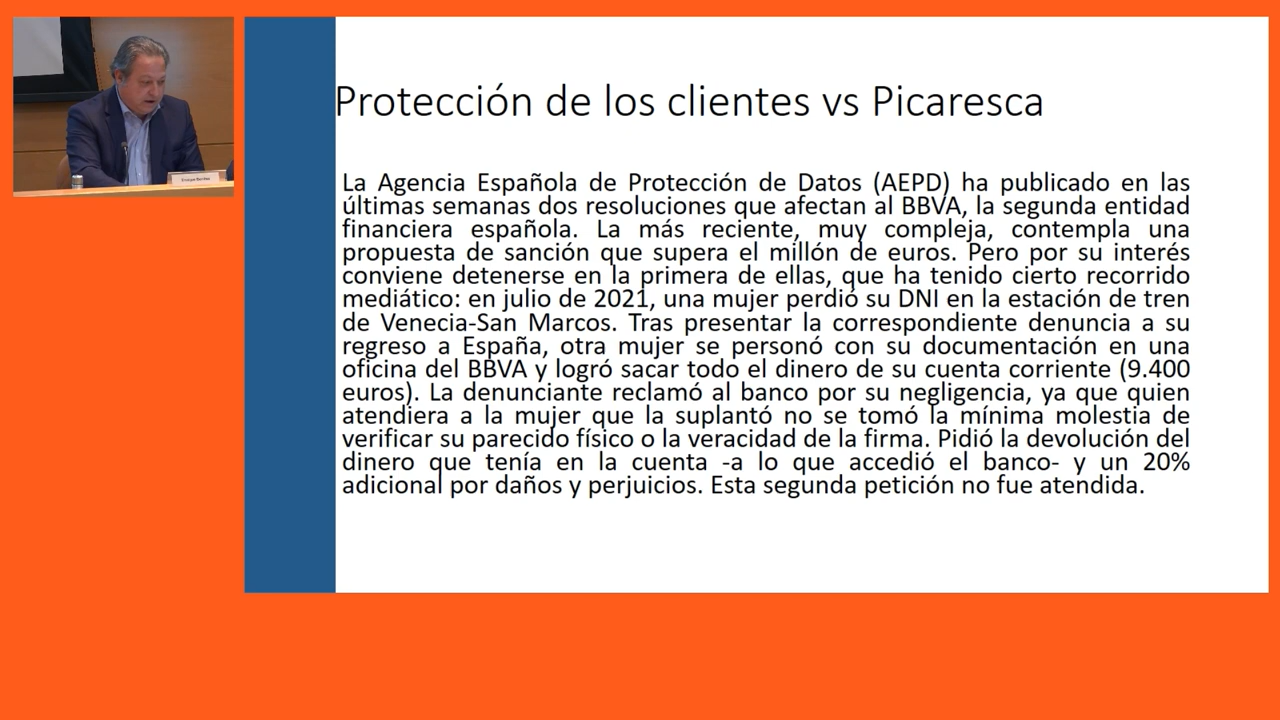 Protección de los clientes vs Picaresca
La Agencia Española de Protección de Datos (AEPD) ha publicado en las
últimas semanas dos resoluciones que afectan al BBVA, la segunda entidad
financiera española. La más reciente, muy compleja, contempla una
propuesta de sanción que supera el millón de euros. Pero por su interés
conviene detenerse en la primera de ellas, que ha tenido cierto recorrido
mediático: en julio de 2021, una mujer perdió su DNI en la estación de tren
de Venecia-San Marcos. Tras presentar la correspondiente denuncia a su
regreso a España, otra mujer se personó con su documentación en una
oficina del BBVA y logró sacar todo el dinero de su cuenta corriente (9.400
euros). La denunciante reclamó al banco por su negligencia, ya que quien
atendiera a la mujer que la suplantó no se tomó la mínima molestia de
verificar su parecido físico o la veracidad de la firma. Pidió la devolución del
dinero que tenía en la cuenta -a lo que accedió el banco- y un 20%
adicional por daños y perjuicios. Esta segunda petición no fue atendida.